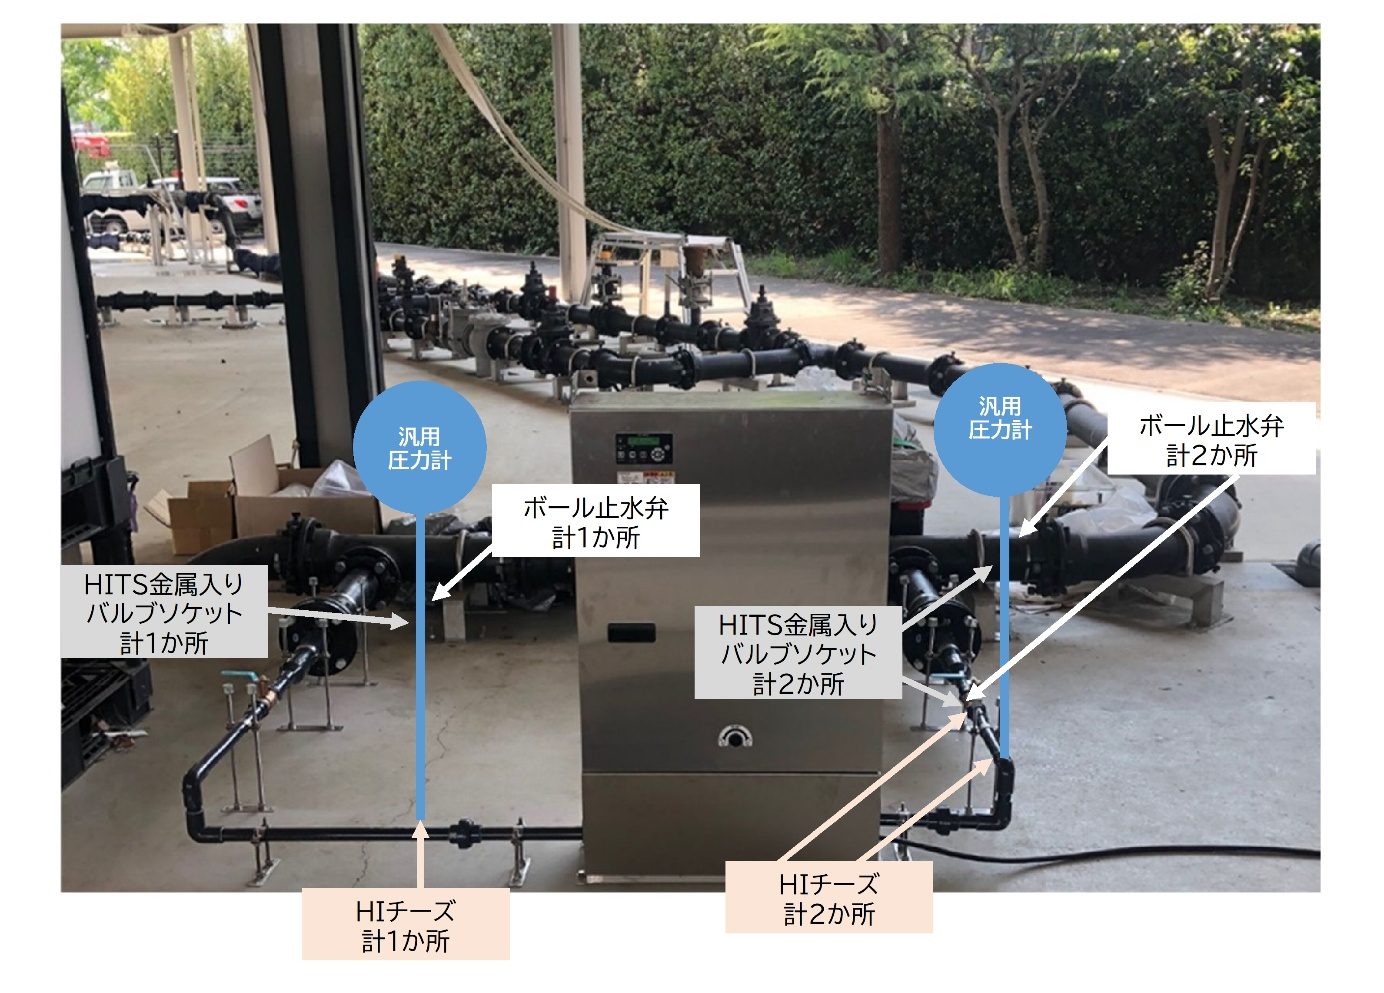 汎用
圧力計
ボール止水弁
計1か所
HITS金属入り
バルブソケット
計1か所
HIチーズ
計1か所
汎用
圧力計
ボール止水弁
計2か所
HITS金属入り
バルブソケット
計2か所
HIチーズ
計2か所